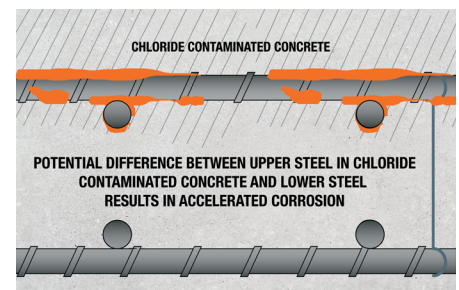 CHLORIDE CONTAMINATED CONCRETE
POTENTIAL DIFFERENCE BETWEEN UPPER STEEL IN CHLORIDE
CONTAMINATED CONCRETE AND LOWER STEEL
RESULTS IN ACCELERATED CORROSION